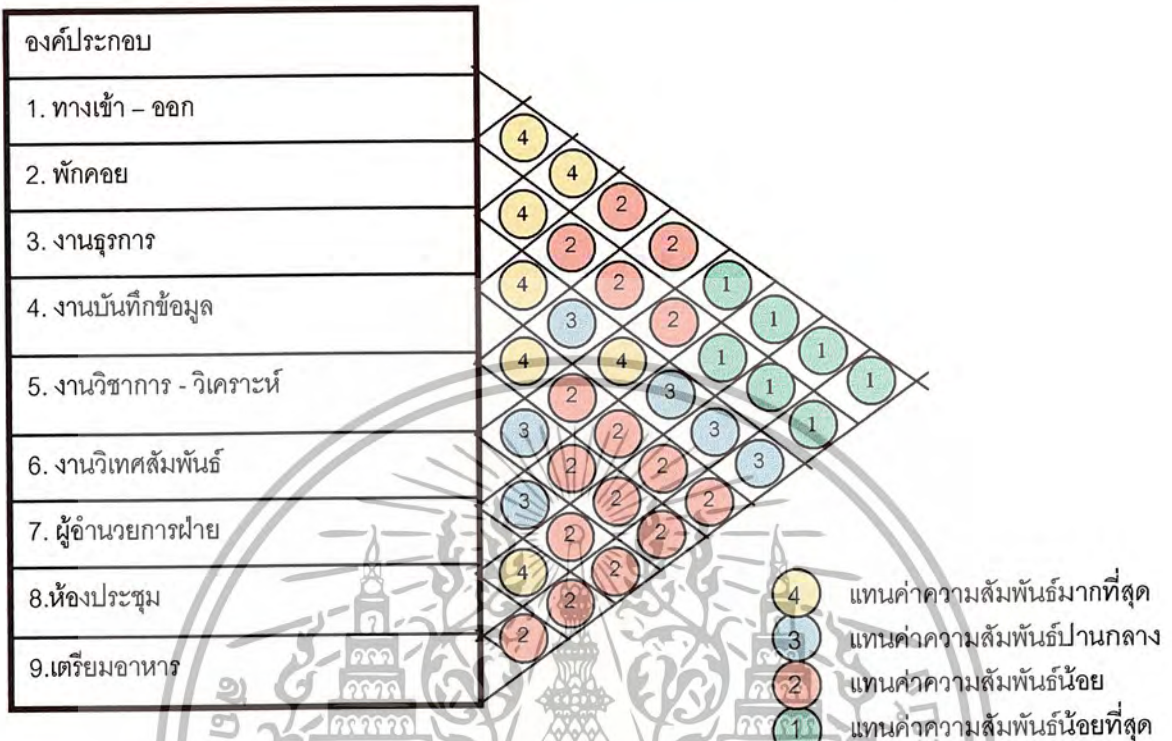 องค์ประกอบ
1. ทางเข้า – ออก
4
4
2. พักคอย
4 2
3. งานธุรการ
2 2
4 2 1
4. งานบันทึกข้อมูล
3 2 1
4 4 1 1
5. งานวิชาการ - วิเคราะห์
2 3 1 1
3 2 3 1
6. งานวิเทศสัมพันธ์
2 2 3
3 2 2
7. ผู้อำนวยการฝ่าย
2 2
4 2
8.ห้องประชุม
2
2
9.เตรียมอาหาร
4 แทนค่าความสัมพันธ์มากที่สุด
3 แทนค่าความสัมพันธ์ปานกลาง
2 แทนค่าความสัมพันธ์น้อย
1 แทนค่าความสัมพันธ์น้อยที่สุด